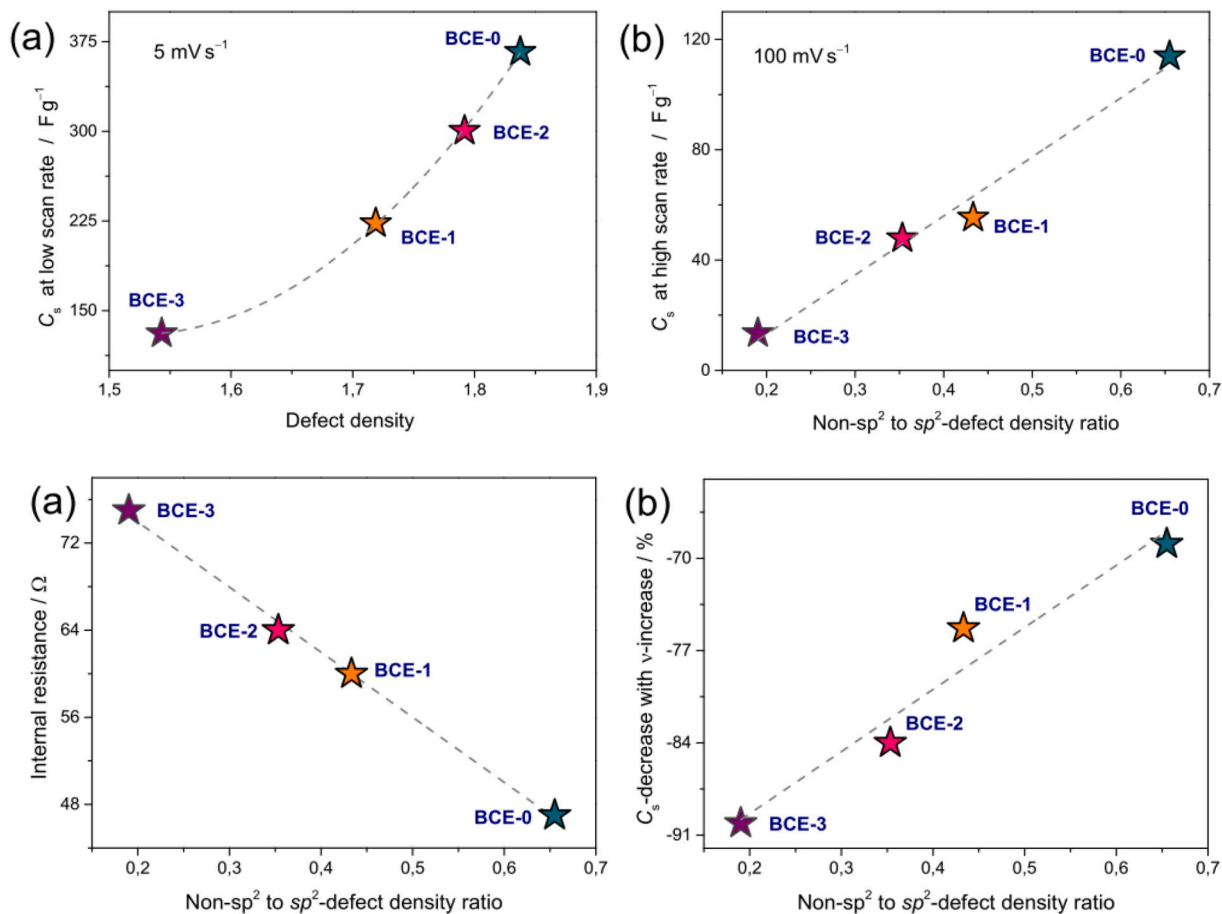 (a)
5 mV s⁻¹
BCE-0
BCE-2
BCE-1
BCE-3
375
300
225
150
Cₛ at low scan rate / F g⁻¹
1,5 1,6 1,7 1,8 1,9
Defect density
(b)
100 mV s⁻¹
BCE-0
BCE-2
BCE-1
BCE-3
120
80
40
0
Cₛ at high scan rate / F g⁻¹
0,2 0,3 0,4 0,5 0,6 0,7
Non-sp² to sp²-defect density ratio
(a)
BCE-3
BCE-2
BCE-1
BCE-0
72
64
56
48
Internal resistance / Ω
0,2 0,3 0,4 0,5 0,6 0,7
Non-sp² to sp²-defect density ratio
(b)
BCE-0
BCE-1
BCE-2
BCE-3
-70
-77
-84
-91
Cₛ-decrease with ν-increase / %
0,2 0,3 0,4 0,5 0,6 0,7
Non-sp² to sp²-defect density ratio